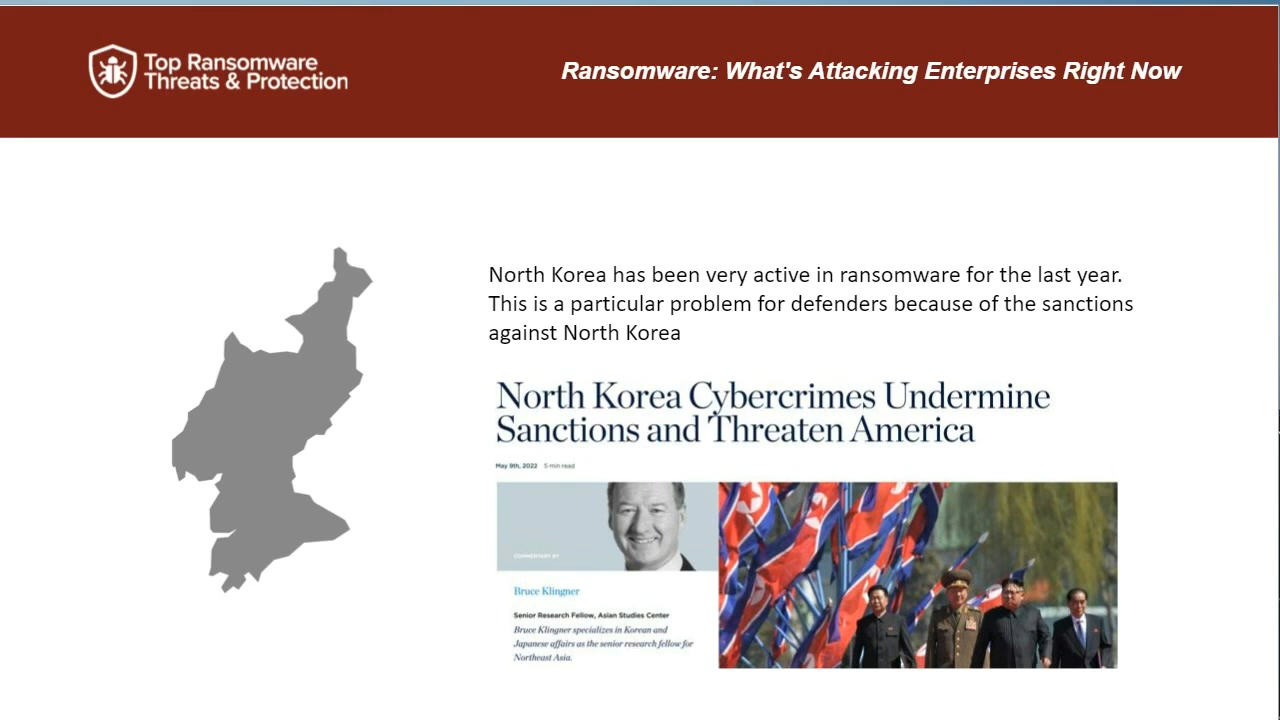 Top Ransomware
Threats & Protection
Ransomware: What's Attacking Enterprises Right Now
North Korea has been very active in ransomware for the last year.
This is a particular problem for defenders because of the sanctions
against North Korea
North Korea Cybercrimes Undermine
Sanctions and Threaten America
May 9th, 2022 5 min read
COMMENTARY BY
Bruce Klingner
Senior Research Fellow, Asian Studies Center
Bruce Klingner specializes in Korean and
Japanese affairs as the senior research fellow for
Northeast Asia.